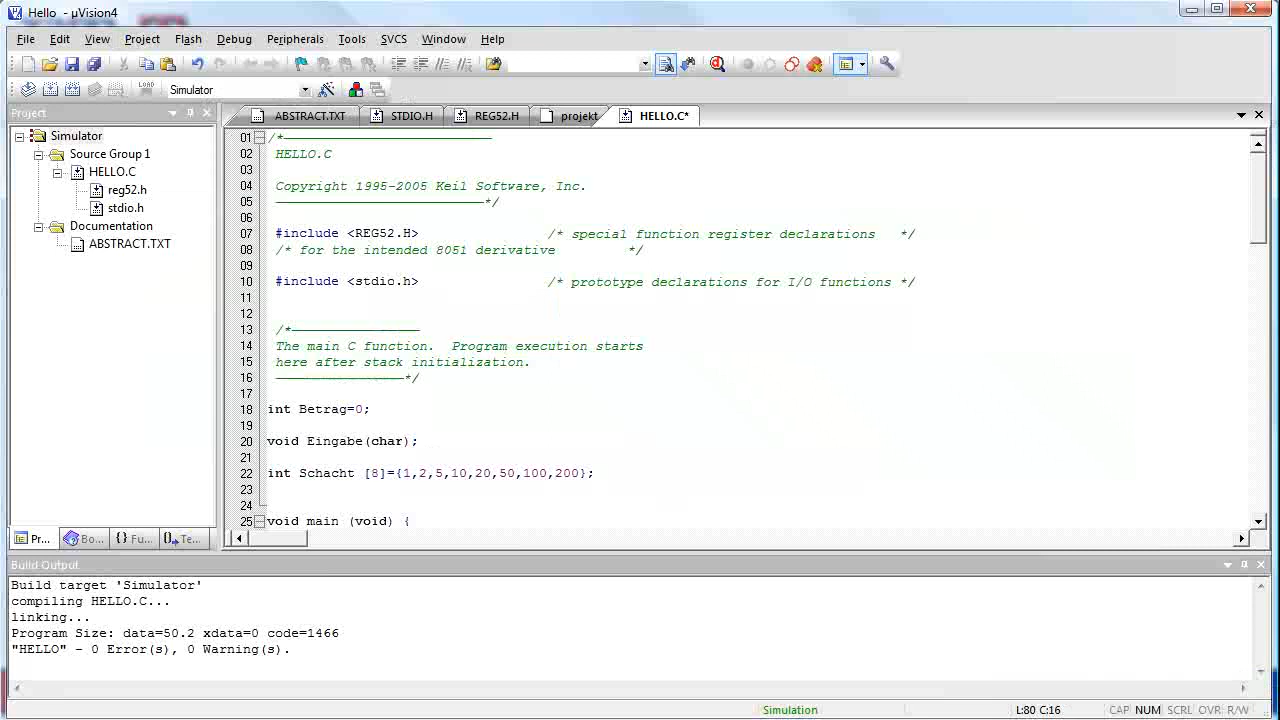 Hello - µVision4
File Edit View Project Flash Debug Peripherals Tools SVCS Window Help
LOAD
Simulator
Project
Simulator
Source Group 1
HELLO.C
reg52.h
stdio.h
Documentation
ABSTRACT.TXT
Pr... Bo... {} Fu... {} Te...
ABSTRACT.TXT STDIO.H REG52.H projekt HELLO.C*
01 /*------------------------------
02 HELLO.C
03
04 Copyright 1995-2005 Keil Software, Inc.
05 ------------------------------*/
06
07 #include <REG52.H> /* special function register declarations */
08 /* for the intended 8051 derivative */
09
10 #include <stdio.h> /* prototype declarations for I/O functions */
11
12
13 /*------------------
14 The main C function. Program execution starts
15 here after stack initialization.
16 ------------------*/
17
18 int Betrag=0;
19
20 void Eingabe(char);
21
22 int Schacht [8]={1,2,5,10,20,50,100,200};
23
24
25 void main (void) {
Build Output
Build target 'Simulator'
compiling HELLO.C...
linking...
Program Size: data=50.2 xdata=0 code=1466
"HELLO" - 0 Error(s), 0 Warning(s).
Simulation L:80 C:16 CAP NUM SCRL OVR R/W